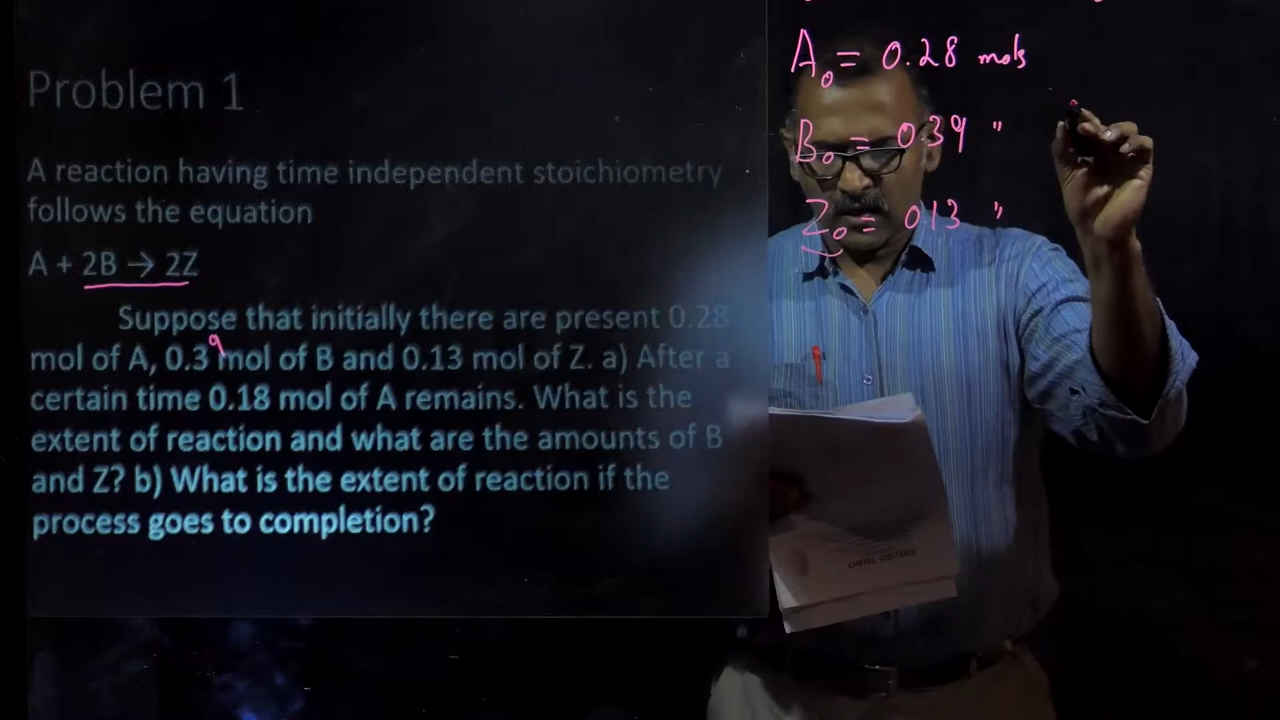 Problem 1
A reaction having time independent stoichiometry
follows the equation
A + 2B → 2Z
Suppose that initially there are present 0.28
mol of A, 0.39 mol of B and 0.13 mol of Z. a) After a
certain time 0.18 mol of A remains. What is the
extent of reaction and what are the amounts of B
and Z? b) What is the extent of reaction if the
process goes to completion?
A₀ = 0.28 mols
B₀ = 0.39 "
Z₀ = 0.13 "
CHRIST COLLEGE